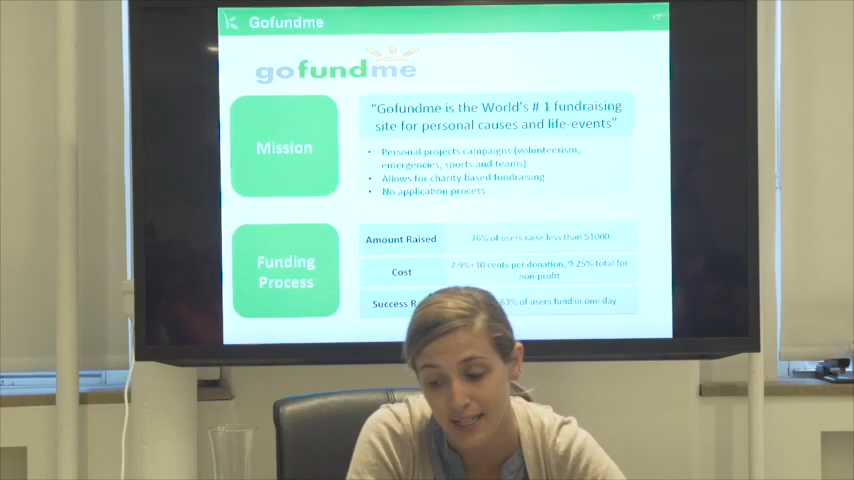 Gofundme
gofundme
Mission
"Gofundme is the World's # 1 fundraising
site for personal causes and life-events"
• Personal projects campaigns (volunteerism,
emergencies, sports and teams)
• Allows for charity based fundraising
• No application process
Funding
Process
Amount Raised
76% of users raise less than $1000
Cost
7.9%+30 cents per donation, 9.25% total for
non-profit
Success
63% of users fund in one day